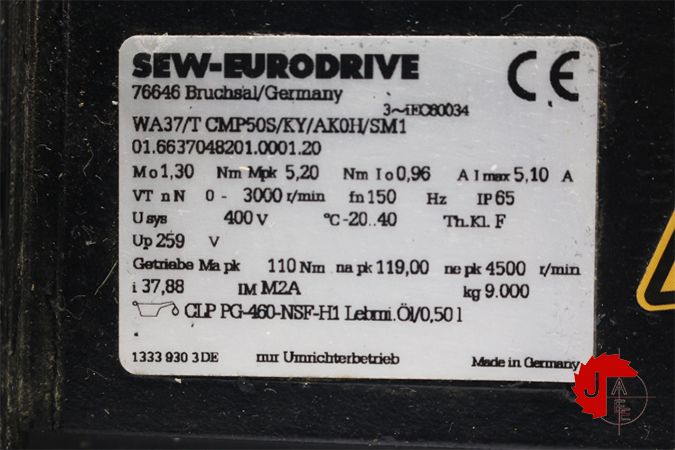 SEW-EURODRIVE
CE
76646 Bruchsal/Germany
3~IEC60034
WA37/T CMP50S/KY/AK0H/SM1
01.6637048201.0001.20
Mo 1,30 Nm Mpk 5,20 Nm Io 0,96 A Imax 5,10 A
VT nN 0 - 3000 r/min fn 150 Hz IP 65
Usys 400 V °C -20..40 Th.Kl. F
Up 259 V
Getriebe Ma pk 110 Nm na pk 119,00 ne pk 4500 r/min
i 37,88 IM M2A kg 9.000
CLP PG-460-NSF-H1 Lebmi.Öl/0,50 l
1333 930 3 DE nur Umrichterbetrieb Made in Germany
J A